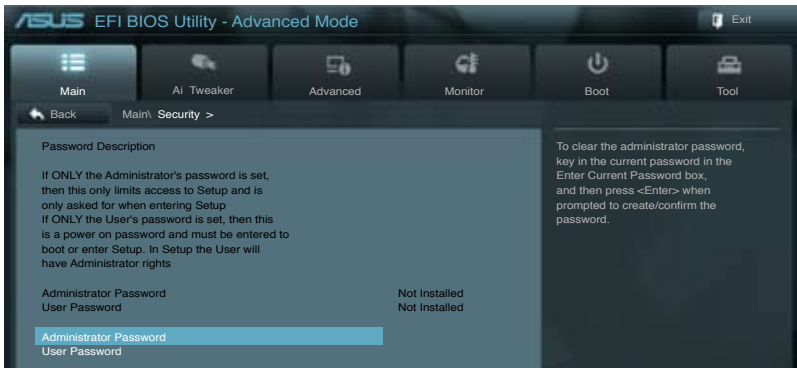 ASUS EFI BIOS Utility - Advanced Mode
Exit
Main
Ai Tweaker
Advanced
Monitor
Boot
Tool
Back
Main\ Security >
Password Description
If ONLY the Administrator's password is set,
then this only limits access to Setup and is
only asked for when entering Setup
If ONLY the User's password is set, then this
is a power on password and must be entered to
boot or enter Setup. In Setup the User will
have Administrator rights
Administrator Password Not Installed
User Password Not Installed
Administrator Password
User Password
To clear the administrator password,
key in the current password in the
Enter Current Password box,
and then press <Enter> when
prompted to create/confirm the
password.